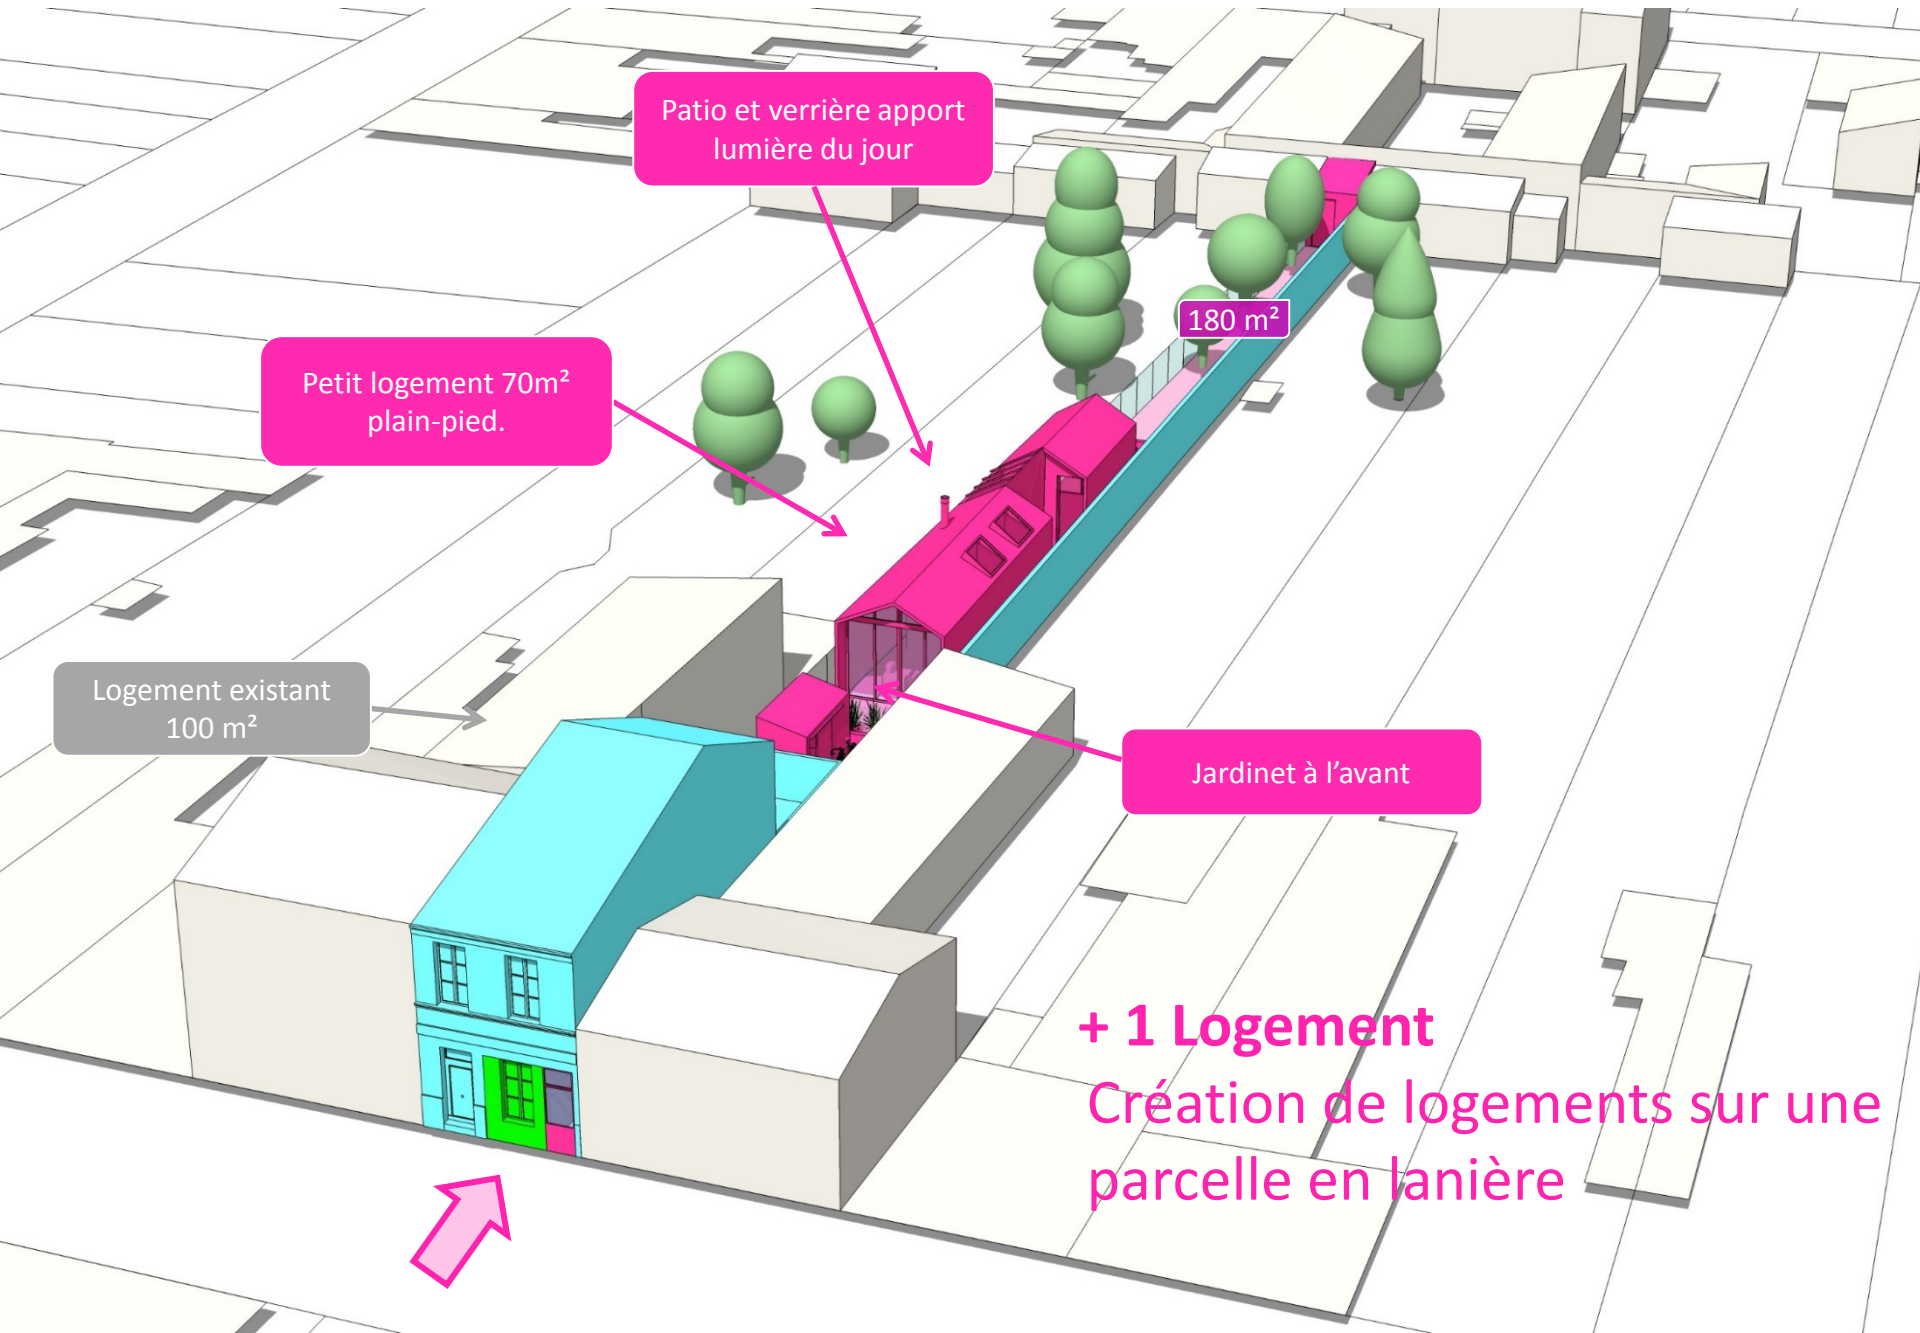 Patio et verrière apport
lumière du jour
180 m²
Petit logement 70m²
plain-pied.
Logement existant
100 m²
Jardinet à l’avant
+ 1 Logement
Création de logements sur une
parcelle en lanière